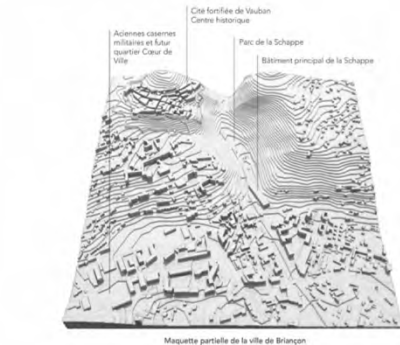 Cité fortifiée de Vauban
Centre historique
Aciennes casernes
militaires et futur
quartier Cœur de
Ville
Parc de la Schappe
Bâtiment principal de la Schappe
Maquette partielle de la ville de Briançon